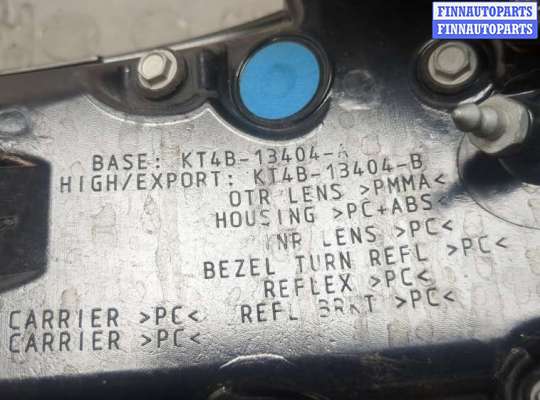 FINNAUTOPARTS
FINNAUTOPARTS
BASE: KT4B-13404-A
HIGH/EXPORT: KT4B-13404-B
OTR LENS >PMMA<
HOUSING >PC+ABS<
INR LENS >PC<
BEZEL TURN REFL >PC<
REFLEX >PC<
CARRIER >PC< REFL BRKT >PC<
CARRIER >PC<